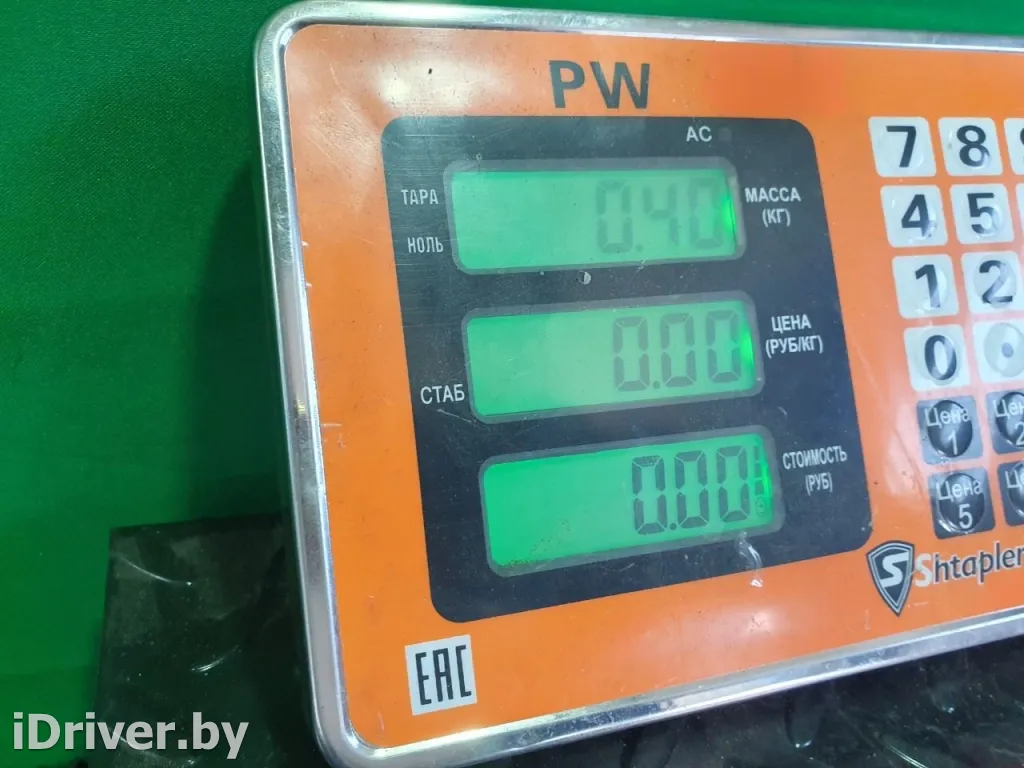 PW
AC
ТАРА
НОЛЬ
0.40
МАССА
(КГ)
0.00
ЦЕНА
(РУБ/КГ)
СТАБ
0.00
СТОИМОСТЬ
(РУБ)
7 8
4 5
1 2
0
Цена
1
Цена
5
Shtapler
EAC
iDriver.by